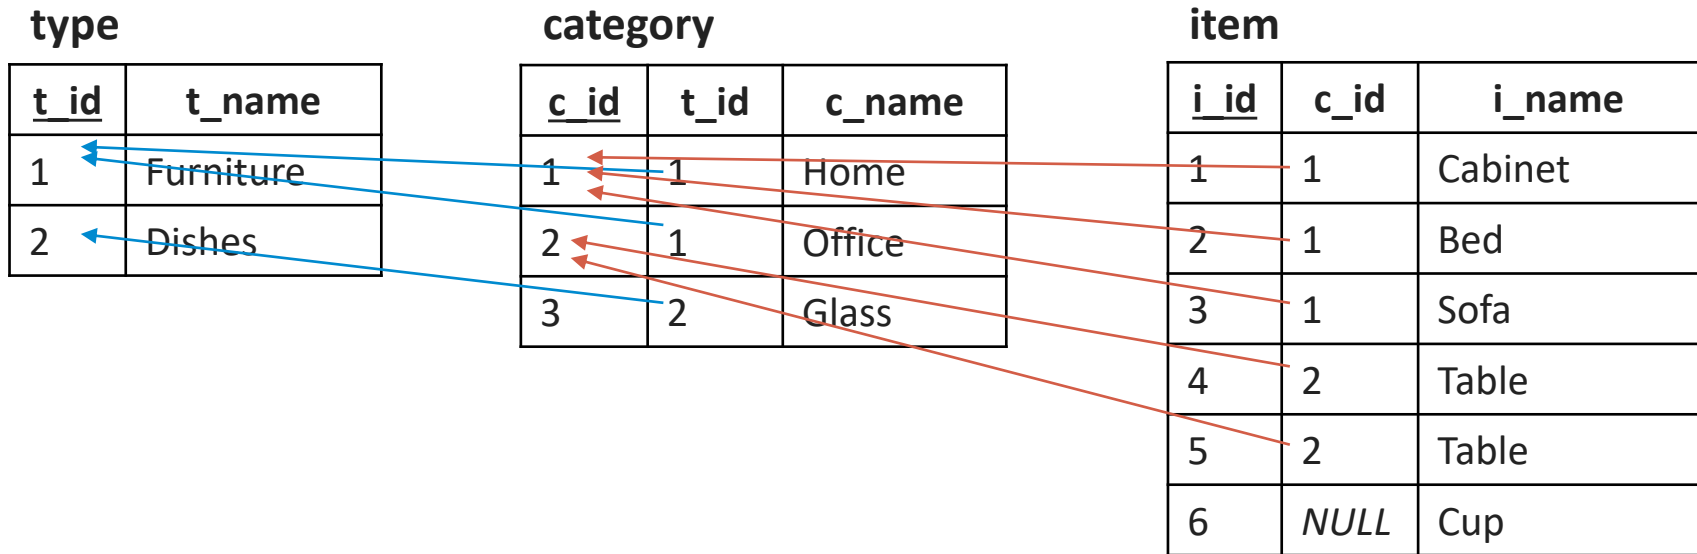 type
t_id t_name
1 Furniture
2 Dishes
category
c_id t_id c_name
1 1 Home
2 1 Office
3 2 Glass
item
i_id c_id i_name
1 1 Cabinet
2 1 Bed
3 1 Sofa
4 2 Table
5 2 Table
6 NULL Cup